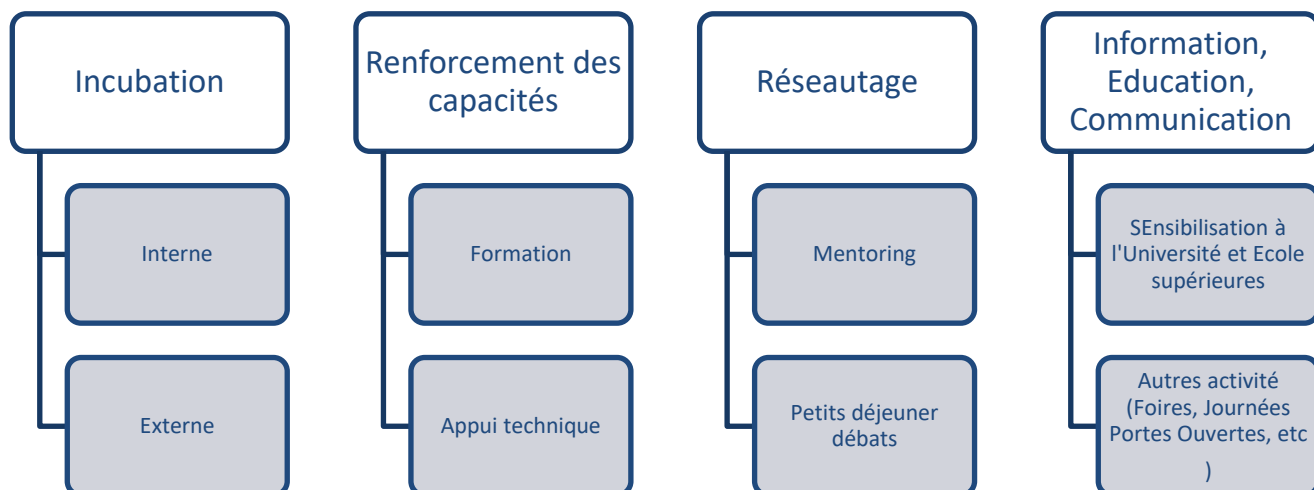 Incubation
Interne
Externe
Renforcement des
capacités
Formation
Appui technique
Réseautage
Mentoring
Petits déjeuner
débats
Information,
Education,
Communication
SEnsibilisation à
l'Université et Ecole
supérieures
Autres activité
(Foires, Journées
Portes Ouvertes, etc
)